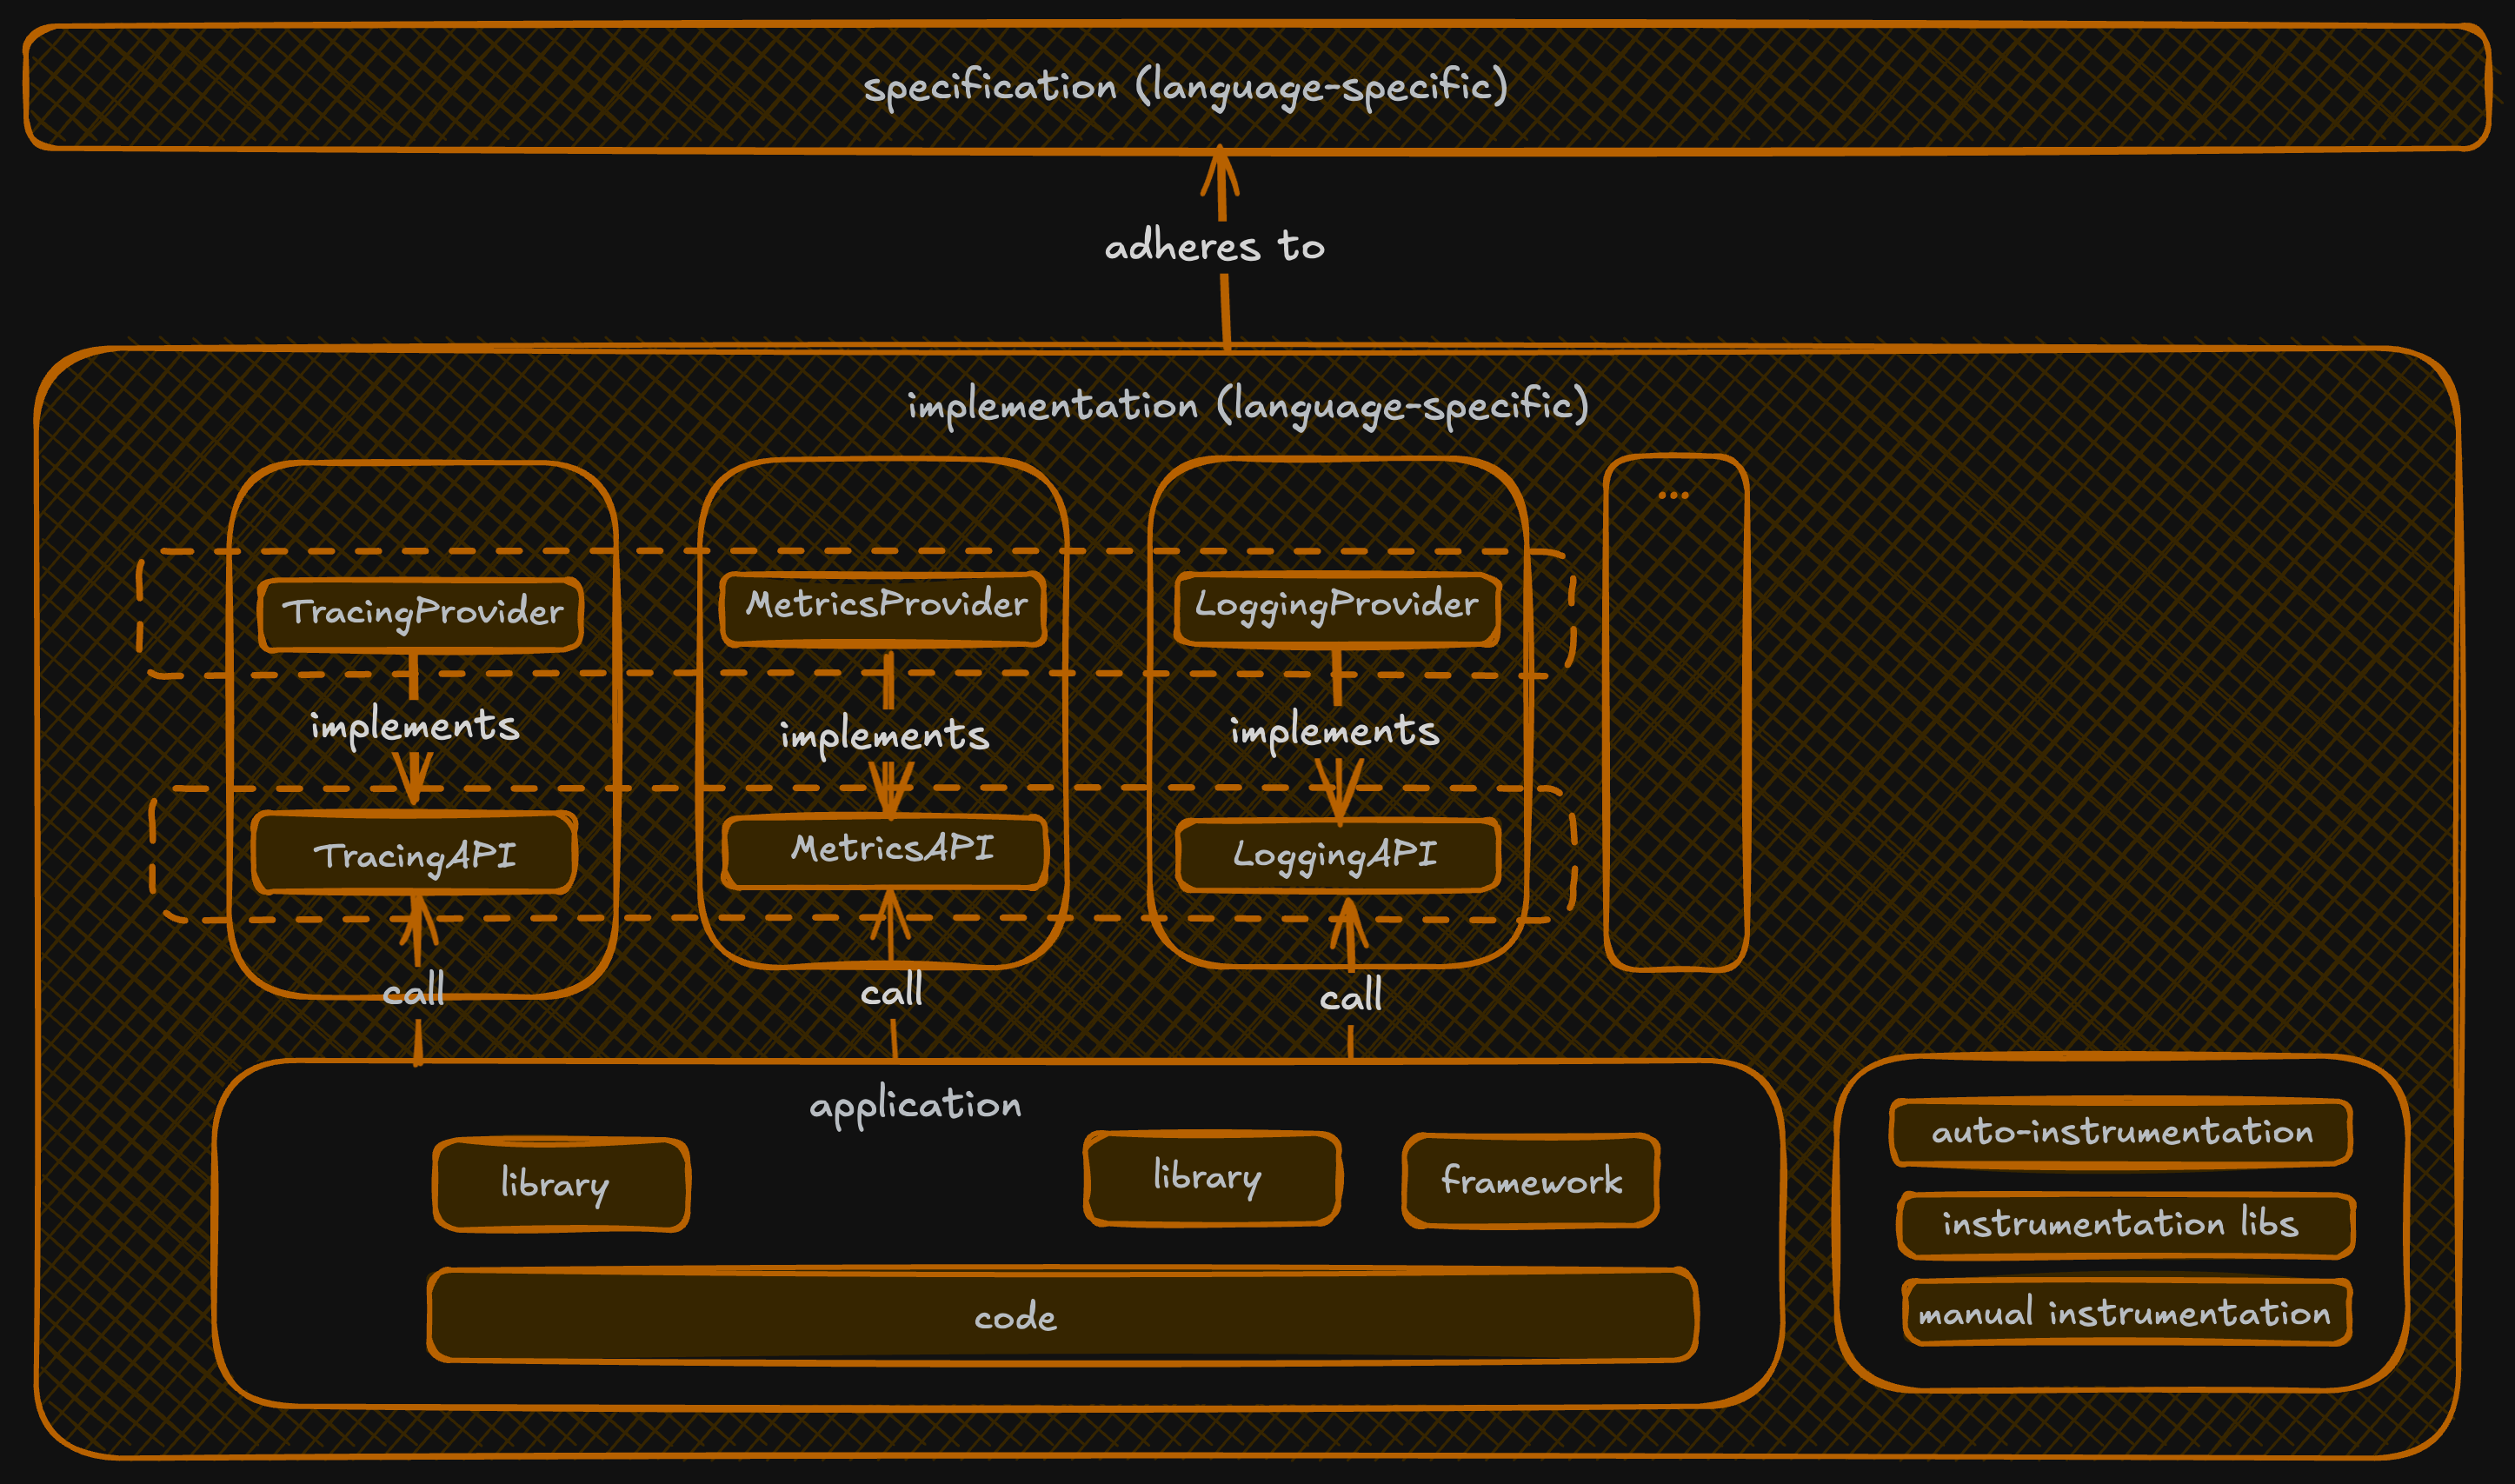 specification (language-specific)
adheres to
implementation (language-specific)
...
TracingProvider
MetricsProvider
LoggingProvider
implements
implements
implements
TracingAPI
MetricsAPI
LoggingAPI
call
call
call
application
library
library
framework
code
auto-instrumentation
instrumentation libs
manual instrumentation